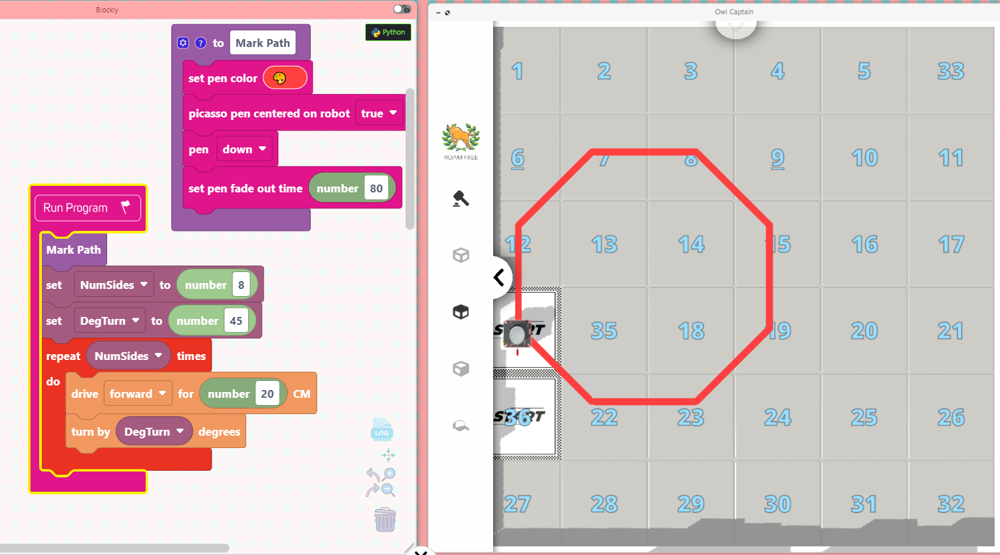 Blockly
Python
to Mark Path
set pen color
picasso pen centered on robot true
pen down
set pen fade out time number 80
Run Program
Mark Path
set NumSides to number 8
set DegTurn to number 45
repeat NumSides times
do
drive forward for number 20 CM
turn by DegTurn degrees
LOG
Owl Captain
ROAM FREE
1 2 3 4 5 33
6 7 8 9 10 11
12 13 14 15 16 17
START 35 18 19 20 21
START 36 22 23 24 25 26
27 28 29 30 31 32